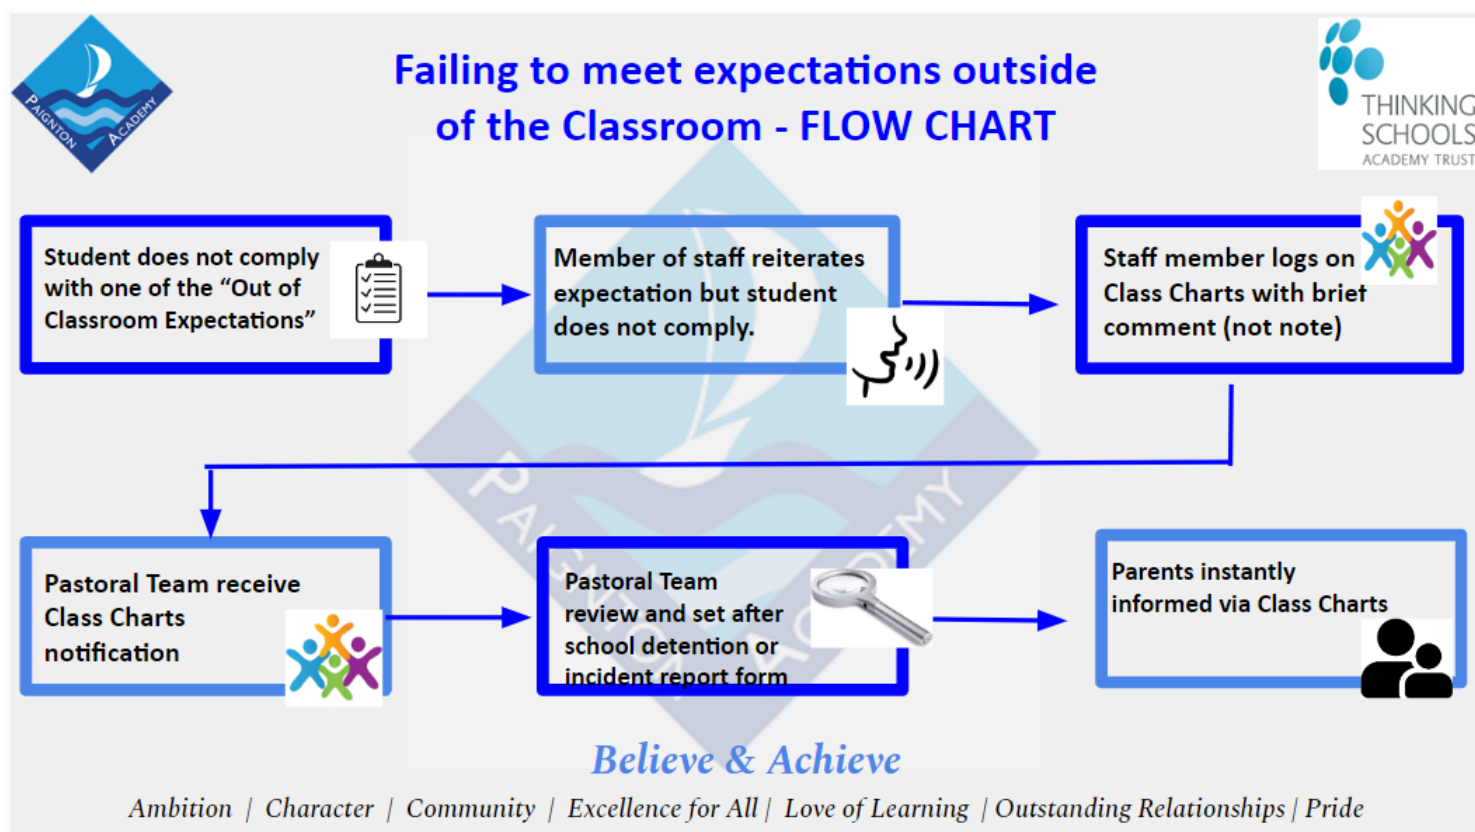 PAIGNTON ACADEMY
Failing to meet expectations outside
of the Classroom - FLOW CHART
THINKING
SCHOOLS
ACADEMY TRUST
Student does not comply
with one of the “Out of
Classroom Expectations”
Member of staff reiterates
expectation but student
does not comply.
Staff member logs on
Class Charts with brief
comment (not note)
Pastoral Team receive
Class Charts
notification
Pastoral Team
review and set after
school detention or
incident report form
Parents instantly
informed via Class Charts
PAIGNTON ACADEMY
Believe & Achieve
Ambition | Character | Community | Excellence for All | Love of Learning | Outstanding Relationships | Pride